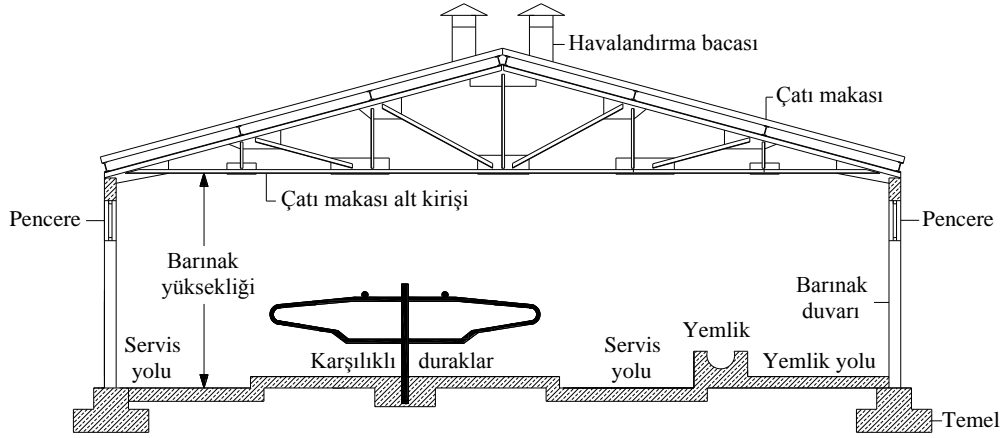 Havalandırma bacası
Çatı makası
Çatı makası alt kirişi
Pencere
Pencere
Barınak
yüksekliği
Barınak
duvarı
Servis
yolu
Karşılıklı duraklar
Servis
yolu
Yemlik
Yemlik yolu
Temel